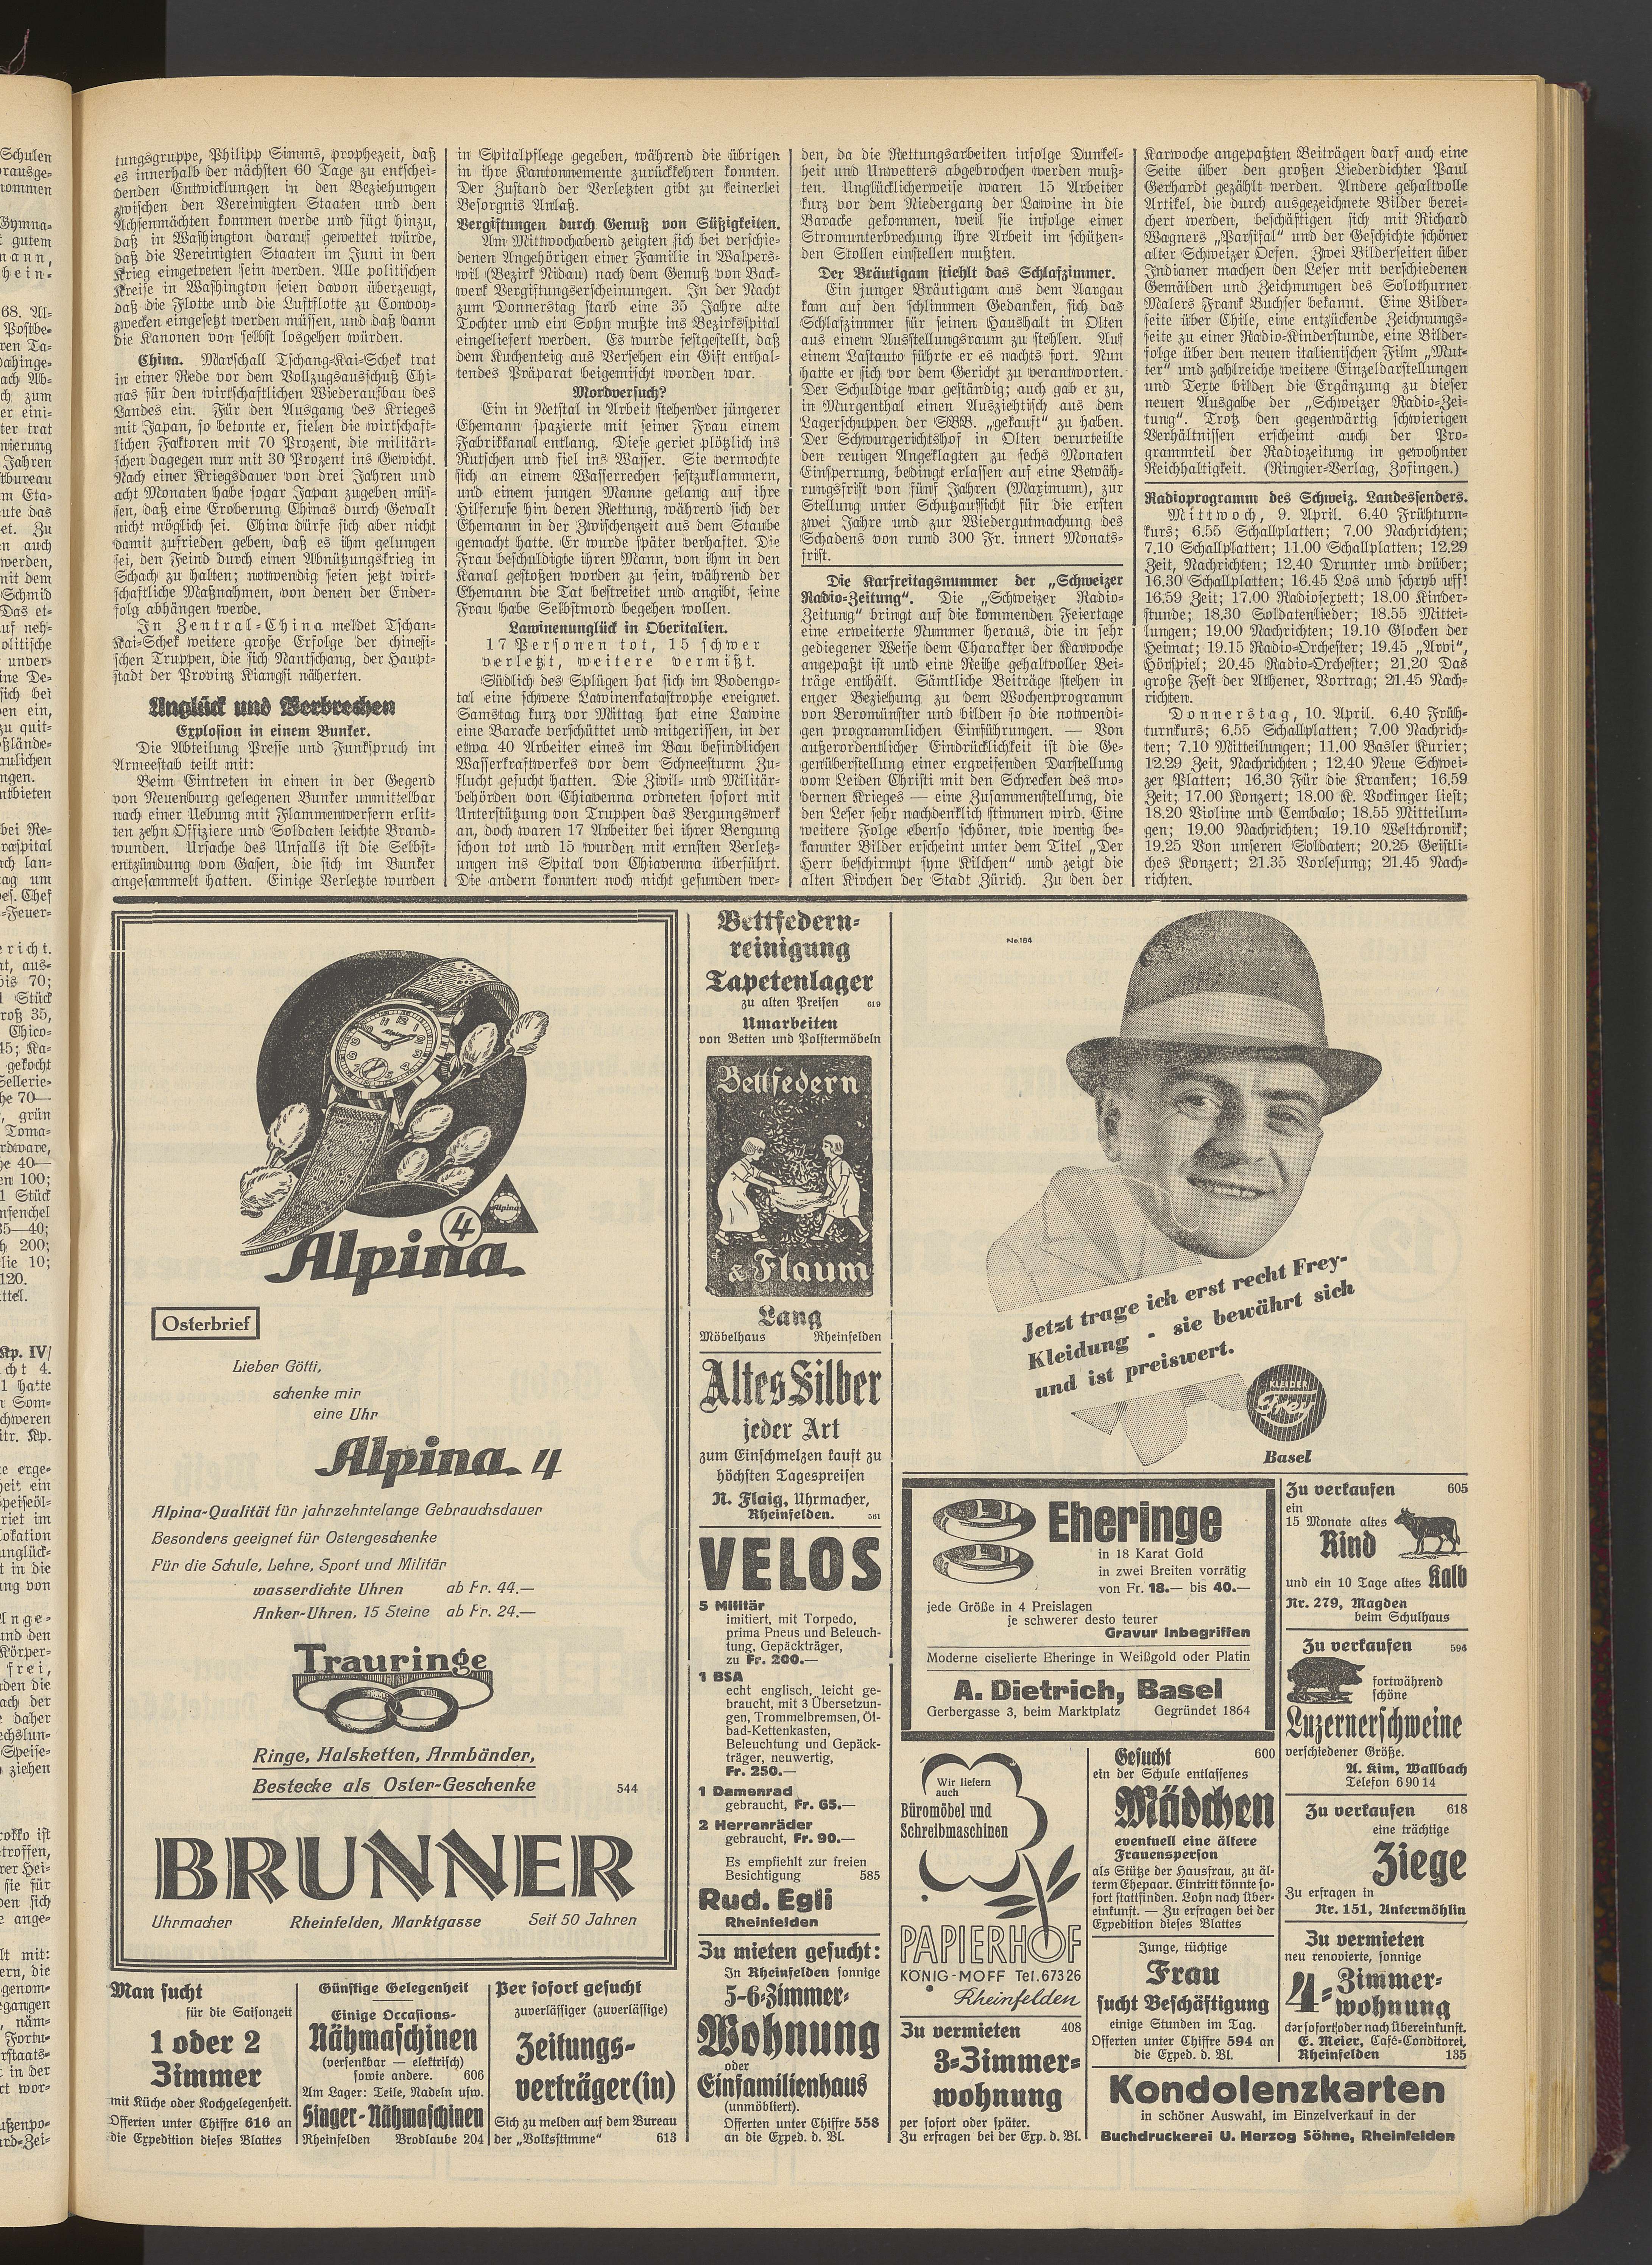 tungsgruppe, Philipp Simms, prophezeit, daß
es innerhalb der nächsten 60 Tage zu entschei-
denden Entwicklungen in den Beziehungen
zwischen den Vereinigten Staaten und den
Achsenmächten kommen werde und fügt hinzu,
daß in Washington darauf gewettet würde,
daß die Vereinigten Staaten im Juni in den
Krieg eingetreten sein werden. Alle politischen
Kreise in Washington seien davon überzeugt,
daß die Flotte und die Luftflotte zu Convoy-
zwecken eingesetzt werden müssen, und daß dann
die Kanonen von selbst losgehen würden.
China. Marschall Tschang-Kai-Schek trat
in einer Rede vor dem Vollzugsausschuß Chi-
nas für den wirtschaftlichen Wiederaufbau des
Landes ein. Für den Ausgang des Krieges
mit Japan, so betonte er, fielen die wirtschaft-
lichen Faktoren mit 70 Prozent, die militäri-
schen dagegen nur mit 30 Prozent ins Gewicht.
Nach einer Kriegsdauer von drei Jahren und
acht Monaten habe sogar Japan zugeben müs-
sen, daß eine Eroberung Chinas durch Gewalt
nicht möglich sei. China dürfe sich aber nicht
damit zufrieden geben, daß es ihm gelungen
sei, den Feind durch einen Abnützungskrieg in
Schach zu halten; notwendig seien jetzt wirt-
schaftliche Maßnahmen, von denen der Ender-
folg abhängen werde.
In Zentral-China meldet Tschan-
Kai-Schek weitere große Erfolge der chinesi-
schen Truppen, die sich Nantschang, der Haupt-
stadt der Provinz Kiangsi näherten.
Unglück und Verbrechen
Explosion in einem Bunker.
Die Abteilung Presse und Funkspruch im
Armeestab teilt mit:
Beim Eintreten in einen in der Gegend
von Neuenburg gelegenen Bunker unmittelbar
nach einer Uebung mit Flammenwerfern erlit-
ten zehn Offiziere und Soldaten leichte Brand-
wunden. Ursache des Unfalls ist die Selbst-
entzündung von Gasen, die sich im Bunker
angesammelt hatten. Einige Verletzte wurden
in Spitalpflege gegeben, während die übrigen
in ihre Kantonnemente zurückkehren konnten.
Der Zustand der Verletzten gibt zu keinerlei
Besorgnis Anlaß.
Vergiftungen durch Genuß von Süßigkeiten.
Am Mittwochabend zeigten sich bei verschie-
denen Angehörigen einer Familie in Walpers-
wil (Bezirk Nidau) nach dem Genuß von Back-
werk Vergiftungserscheinungen. In der Nacht
zum Donnerstag starb eine 35 Jahre alte
Tochter und ein Sohn mußte ins Bezirksspital
eingeliefert werden. Es wurde festgestellt, daß
dem Kuchenteig aus Versehen ein Gift enthal-
tendes Präparat beigemischt worden war.
Mordversuch?
Ein in Netstal in Arbeit stehender jüngerer
Ehemann spazierte mit seiner Frau einem
Fabrikkanal entlang. Diese geriet plötzlich ins
Rutschen und fiel ins Wasser. Sie vermochte
sich an einem Wasserrechen festzuklammern,
und einem jungen Manne gelang auf ihre
Hilferufe hin deren Rettung, während sich der
Ehemann in der Zwischenzeit aus dem Staube
gemacht hatte. Er wurde später verhaftet. Die
Frau beschuldigte ihren Mann, von ihm in den
Kanal gestoßen worden zu sein, während der
Ehemann die Tat bestreitet und angibt, seine
Frau habe Selbstmord begehen wollen.
Lawinenunglück in Oberitalien.
17 Personen tot, 15 schwer
verletzt, weitere vermißt.
Südlich des Splügen hat sich im Bodengo-
tal eine schwere Lawinenkatastrophe ereignet.
Samstag kurz vor Mittag hat eine Lawine
eine Baracke verschüttet und mitgerissen, in der
etwa 40 Arbeiter eines im Bau befindlichen
Wasserkraftwerkes vor dem Schneesturm Zu-
flucht gesucht hatten. Die Zivil- und Militär-
behörden von Chiavenna ordneten sofort mit
Unterstützung von Truppen das Bergungswerk
an, doch waren 17 Arbeiter bei ihrer Bergung
schon tot und 15 wurden mit ernsten Verletz-
ungen ins Spital von Chiavenna überführt.
Die andern konnten noch nicht gefunden wer-
den, da die Rettungsarbeiten infolge Dunkel-
heit und Unwetters abgebrochen werden muß-
ten. Unglücklicherweise waren 15 Arbeiter
kurz vor dem Niedergang der Lawine in die
Baracke gekommen, weil sie infolge einer
Stromunterbrechung ihre Arbeit im schützen-
den Stollen einstellen mußten.
Der Bräutigam stiehlt das Schlafzimmer.
Ein junger Bräutigam aus dem Aargau
kam auf den schlimmen Gedanken, sich das
Schlafzimmer für seinen Haushalt in Olten
aus einem Ausstellungsraum zu stehlen. Auf
einem Lastauto führte er es nachts fort. Nun
hatte er sich vor dem Gericht zu verantworten.
Der Schuldige war geständig; auch gab er zu,
in Murgenthal einen Ausziehtisch aus dem
Lagerschuppen der SBB. „gekauft“ zu haben.
Der Schwurgerichtshof in Olten verurteilte
den reuigen Angeklagten zu sechs Monaten
Einsperrung, bedingt erlassen auf eine Bewäh-
rungsfrist von fünf Jahren (Maximum), zur
Stellung unter Schutzaufsicht für die ersten
zwei Jahre und zur Wiedergutmachung des
Schadens von rund 300 Fr. innert Monats-
frist.
Die Karfreitagsnummer der „Schweizer
Radio-Zeitung“. Die „Schweizer Radio-
Zeitung“ bringt auf die kommenden Feiertage
eine erweiterte Nummer heraus, die in sehr
gediegener Weise dem Charakter der Karwoche
angepaßt ist und eine Reihe gehaltvoller Bei-
träge enthält. Sämtliche Beiträge stehen in
enger Beziehung zu dem Wochenprogramm
von Beromünster und bilden so die notwendi-
gen programmlichen Einführungen. — Von
außerordentlicher Eindrücklichkeit ist die Ge-
genüberstellung einer ergreifenden Darstellung
vom Leiden Christi mit den Schrecken des mo-
dernen Krieges — eine Zusammenstellung, die
den Leser sehr nachdenklich stimmen wird. Eine
weitere Folge ebenso schöner, wie wenig be-
kannter Bilder erscheint unter dem Titel „Der
Herr beschirmpt syne Kilchen“ und zeigt die
alten Kirchen der Stadt Zürich. Zu den der
Karwoche angepaßten Beiträgen darf auch eine
Seite über den großen Liederdichter Paul
Gerhardt gezählt werden. Andere gehaltvolle
Artikel, die durch ausgezeichnete Bilder berei-
chert werden, beschäftigen sich mit Richard
Wagners „Parsifal“ und der Geschichte schöner
alter Schweizer Oefen. Zwei Bilderseiten über
Indianer machen den Leser mit verschiedenen
Gemälden und Zeichnungen des Solothurner
Malers Frank Buchser bekannt. Eine Bilder-
seite über Chile, eine entzückende Zeichnungs-
seite zu einer Radio-Kinderstunde, eine Bilder-
folge über den neuen italienischen Film „Mut-
ter“ und zahlreiche weitere Einzeldarstellungen
und Texte bilden die Ergänzung zu dieser
neuen Ausgabe der „Schweizer Radio-Zei-
tung“. Trotz den gegenwärtig schwierigen
Verhältnissen erscheint auch der Pro-
grammteil der Radiozeitung in gewohnter
Reichhaltigkeit. (Ringier-Verlag, Zofingen.)
Radioprogramm des Schweiz. Landessenders.
Mittwoch, 9. April. 6.40 Frühturn-
kurs; 6.55 Schallplatten; 7.00 Nachrichten;
7.10 Schallplatten; 11.00 Schallplatten; 12.29
Zeit, Nachrichten; 12.40 Drunter und drüber;
16.30 Schallplatten; 16.45 Los und schryb uff!
16.59 Zeit; 17.00 Radiosextett; 18.00 Kinder-
stunde; 18.30 Soldatenlieder; 18.55 Mittei-
lungen; 19.00 Nachrichten; 19.10 Glocken der
Heimat; 19.15 Radio-Orchester; 19.45 „Arvi“,
Hörspiel; 20.45 Radio-Orchester; 21.20 Das
große Fest der Athener, Vortrag; 21.45 Nach-
richten.
Donnerstag, 10. April. 6.40 Früh-
turnkurs; 6.55 Schallplatten; 7.00 Nachrich-
ten; 7.10 Mitteilungen; 11.00 Basler Kurier;
12.29 Zeit, Nachrichten; 12.40 Neue Schwei-
zer Platten; 16.30 Für die Kranken; 16.59
Zeit; 17.00 Konzert; 18.00 K. Vockinger liest;
18.20 Violine und Cembalo; 18.55 Mitteilun-
gen; 19.00 Nachrichten; 19.10 Weltchronik;
19.25 Von unseren Soldaten; 20.25 Geistli-
ches Konzert; 21.35 Vorlesung; 21.45 Nach-
richten.
Alpina
4
Alpina
Osterbrief
Lieber Götti,
schenke mir
eine Uhr
Alpina 4
Alpina-Qualität für jahrzehntelange Gebrauchsdauer
Besonders geeignet für Ostergeschenke
Für die Schule, Lehre, Sport und Militär
wasserdichte Uhren ab Fr. 44.—
Anker-Uhren, 15 Steine ab Fr. 24.—
Trauringe
Ringe, Halsketten, Armbänder,
Bestecke als Oster-Geschenke 544
BRUNNER
Uhrmacher Rheinfelden, Marktgasse Seit 50 Jahren
Man sucht
für die Saisonzeit
1 oder 2
Zimmer
mit Küche oder Kochgelegenheit.
Offerten unter Chiffre 616 an
die Expedition dieses Blattes
Günstige Gelegenheit
Einige Occasions-
Nähmaschinen
(versenkbar — elektrisch)
sowie andere. 606
Am Lager: Teile, Nadeln usw.
Singer-Nähmaschinen
Rheinfelden Brodlaube 204
Per sofort gesucht
zuverlässiger (zuverlässige)
Zeitungs-
verträger(in)
Sich zu melden auf dem Bureau
der „Volksstimme“ 613
Bettfedern-
reinigung
Tapetenlager
zu alten Preisen 619
Umarbeiten
von Betten und Polstermöbeln
Bettfedern
& Flaum
Lang
Möbelhaus Rheinfelden
Altes Silber
jeder Art
zum Einschmelzen kauft zu
höchsten Tagespreisen
N. Flaig, Uhrmacher,
Rheinfelden. 561
VELOS
5 Militär
imitiert, mit Torpedo,
prima Pneus und Beleuch-
tung, Gepäckträger,
zu Fr. 200.—
1 BSA
echt englisch, leicht ge-
braucht, mit 3 Übersetzun-
gen, Trommelbremsen, Öl-
bad-Kettenkasten,
Beleuchtung und Gepäck-
träger, neuwertig,
Fr. 250.—
1 Damenrad
gebraucht, Fr. 65.—
2 Herrenräder
gebraucht, Fr. 90.—
Es empfiehlt zur freien
Besichtigung 585
Rud. Egli
Rheinfelden
Zu mieten gesucht:
In Rheinfelden sonnige
5-6-Zimmer-
Wohnung
oder
Einfamilienhaus
(unmöbliert).
Offerten unter Chiffre 558
an die Exped. d. Bl.
No. 184
Jetzt trage ich erst recht Frey-
Kleidung - sie bewährt sich
und ist preiswert.
KLEIDER
Frey
Basel
Eheringe
in 18 Karat Gold
in zwei Breiten vorrätig
von Fr. 18.— bis 40.—
jede Größe in 4 Preislagen
je schwerer desto teurer
Gravur inbegriffen
Moderne ciselierte Eheringe in Weißgold oder Platin
A. Dietrich, Basel
Gerbergasse 3, beim Marktplatz Gegründet 1864
Wir liefern
auch
Büromöbel und
Schreibmaschinen
PAPIERHOF
KÖNIG-MOFF Tel. 67326
Rheinfelden
Zu vermieten 408
3-Zimmer-
wohnung
per sofort oder später.
Zu erfragen bei der Exp. d. Bl.
Gesucht 600
ein der Schule entlassenes
Mädchen
eventuell eine ältere
Frauensperson
als Stütze der Hausfrau, zu äl-
term Ehepaar. Eintritt könnte so-
fort stattfinden. Lohn nach Über-
einkunft. — Zu erfragen bei der
Expedition dieses Blattes
Junge, tüchtige
Frau
sucht Beschäftigung
einige Stunden im Tag.
Offerten unter Chiffre 594 an
die Exped. d. Bl.
Zu verkaufen 605
ein
15 Monate altes
Rind
und ein 10 Tage altes Kalb
Nr. 279, Magden
beim Schulhaus
Zu verkaufen 596
fortwährend
schöne
Luzernerschweine
verschiedener Größe.
A. Kim, Wallbach
Telefon 6 90 14
Zu verkaufen 618
eine trächtige
Ziege
Zu erfragen in
Nr. 151, Untermöhlin
Zu vermieten
neu renovierte, sonnige
4-Zimmer-
wohnung
per sofort oder nach Übereinkunft.
E. Meier, Café-Conditorei,
Rheinfelden 135
Kondolenzkarten
in schöner Auswahl, im Einzelverkauf in der
Buchdruckerei U. Herzog Söhne, Rheinfelden